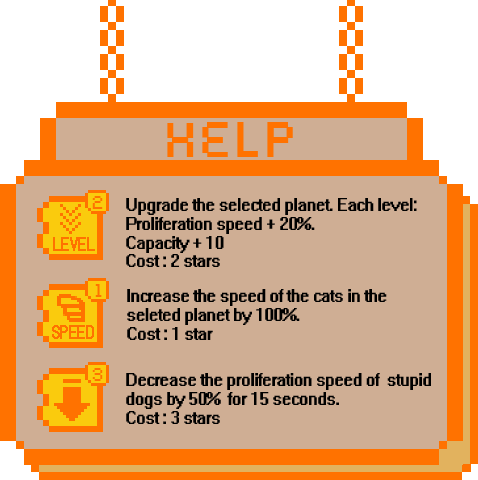 HELP
2
LEVEL
Upgrade the selected planet. Each level:
Proliferation speed + 20%.
Capacity + 10
Cost : 2 stars
1
SPEED
Increase the speed of the cats in the
seleted planet by 100%.
Cost : 1 star
3
Decrease the proliferation speed of stupid
dogs by 50% for 15 seconds.
Cost : 3 stars